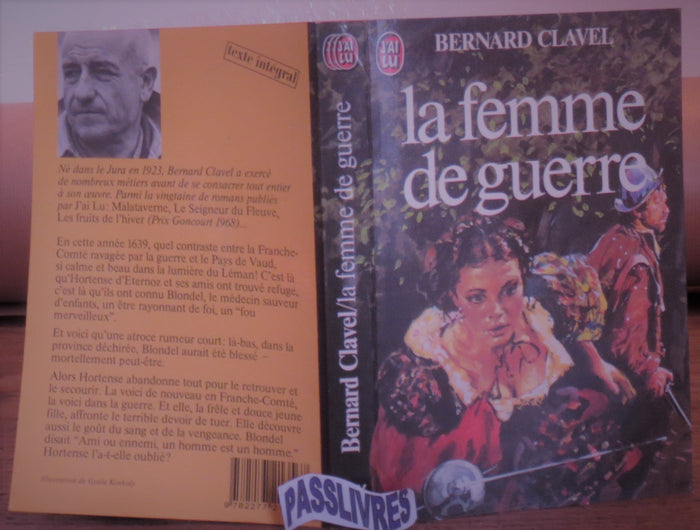 texte intégral
Né dans le Jura en 1923, Bernard Clavel a exercé
de nombreux métiers avant de se consacrer tout entier
à son œuvre. Parmi la vingtaine de romans publiés
par J'ai Lu: Malataverne, Le Seigneur du Fleuve,
Les fruits de l'hiver (Prix Goncourt 1968)...
En cette année 1639, quel contraste entre la Franche-
Comté ravagée par la guerre et le Pays de Vaud,
si calme et beau dans la lumière du Léman! C'est là
qu'Hortense d'Eternoz et ses amis ont trouvé refuge,
c'est là qu'ils ont connu Blondel, le médecin sauveur
d'enfants, un être rayonnant de foi, un "fou
merveilleux".
Et voici qu'une atroce rumeur court: là-bas, dans la
province déchirée, Blondel aurait été blessé –
mortellement peut-être.
Alors Hortense abandonne tout pour le retrouver et
le secourir. La voici de nouveau en Franche-Comté,
la voici dans la guerre. Et elle, la frêle et douce jeune
fille, affronte le terrible devoir de tuer. Elle découvre
aussi le goût du sang et de la vengeance. Blondel
disait "Ami ou ennemi, un homme est un homme."
Hortense l'a-t-elle oublié?
Illustration de
J'AI LU
Bernard Clavel/la femme de guerre
J'AI LU
BERNARD CLAVEL
la femme
de guerre
PASSLIVRES